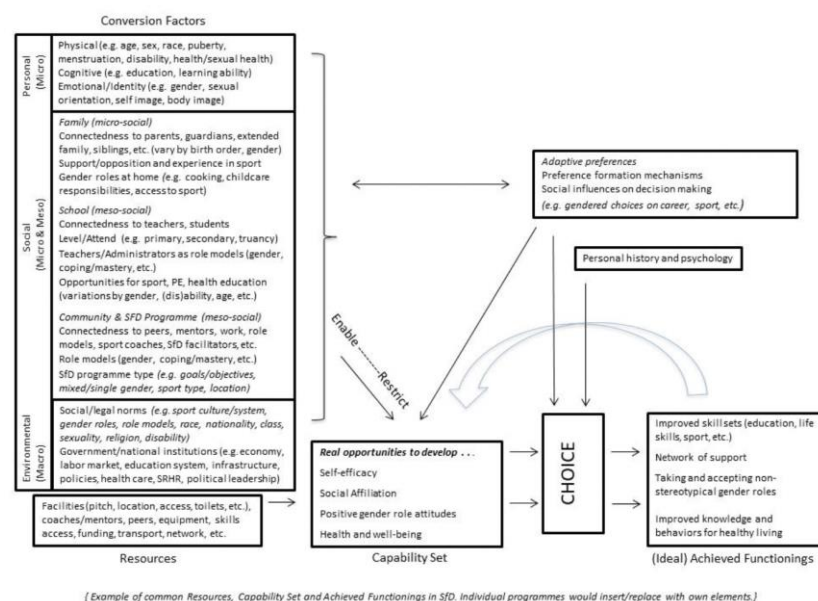 Conversion Factors
Personal
(Micro)
Physical (e.g. age, sex, race, puberty,
menstruation, disability, health/sexual health)
Cognitive (e.g. education, learning ability)
Emotional/Identity (e.g. gender, sexual
orientation, self image, body image)
Social
(Micro & Meso)
Family (micro-social)
Connectedness to parents, guardians, extended
family, siblings, etc. (vary by birth order, gender)
Support/opposition and experience in sport
Gender roles at home (e.g. cooking, childcare
responsibilities, access to sport)
School (meso-social)
Connectedness to teachers, students
Level/Attend (e.g. primary, secondary, truancy)
Teachers/Administrators as role models (gender,
coping/mastery, etc.)
Opportunities for sport, PE, health education
(variations by gender, (dis)ability, age, etc.)
Community & SFD Programme (meso-social)
Connectedness to peers, mentors, work, role
models, sport coaches, SfD facilitators, etc.
Role models (gender, coping/mastery, etc.)
SfD programme type (e.g. goals/objectives,
mixed/single gender, sport type, location)
Environmental
(Macro)
Social/legal norms (e.g. sport culture/system,
gender roles, role models, race, nationality, class,
sexuality, religion, disability)
Government/national institutions (e.g. economy,
labor market, education system, infrastructure,
policies, health care, SRHR, political leadership)
Facilities (pitch, location, access, toilets, etc.),
coaches/mentors, peers, equipment, skills
access, funding, transport, network, etc.
Resources
Enable -------- Restrict
Adaptive preferences
Preference formation mechanisms
Social influences on decision making
(e.g. gendered choices on career, sport, etc.)
Personal history and psychology
Real opportunities to develop . . .
Self-efficacy
Social Affiliation
Positive gender role attitudes
Health and well-being
Capability Set
CHOICE
Improved skill sets (education, life
skills, sport, etc.)
Network of support
Taking and accepting non-
stereotypical gender roles
Improved knowledge and
behaviors for healthy living
(Ideal) Achieved Functionings
{ Example of common Resources, Capability Set and Achieved Functionings in SfD. Individual programmes would insert/replace with own elements.}